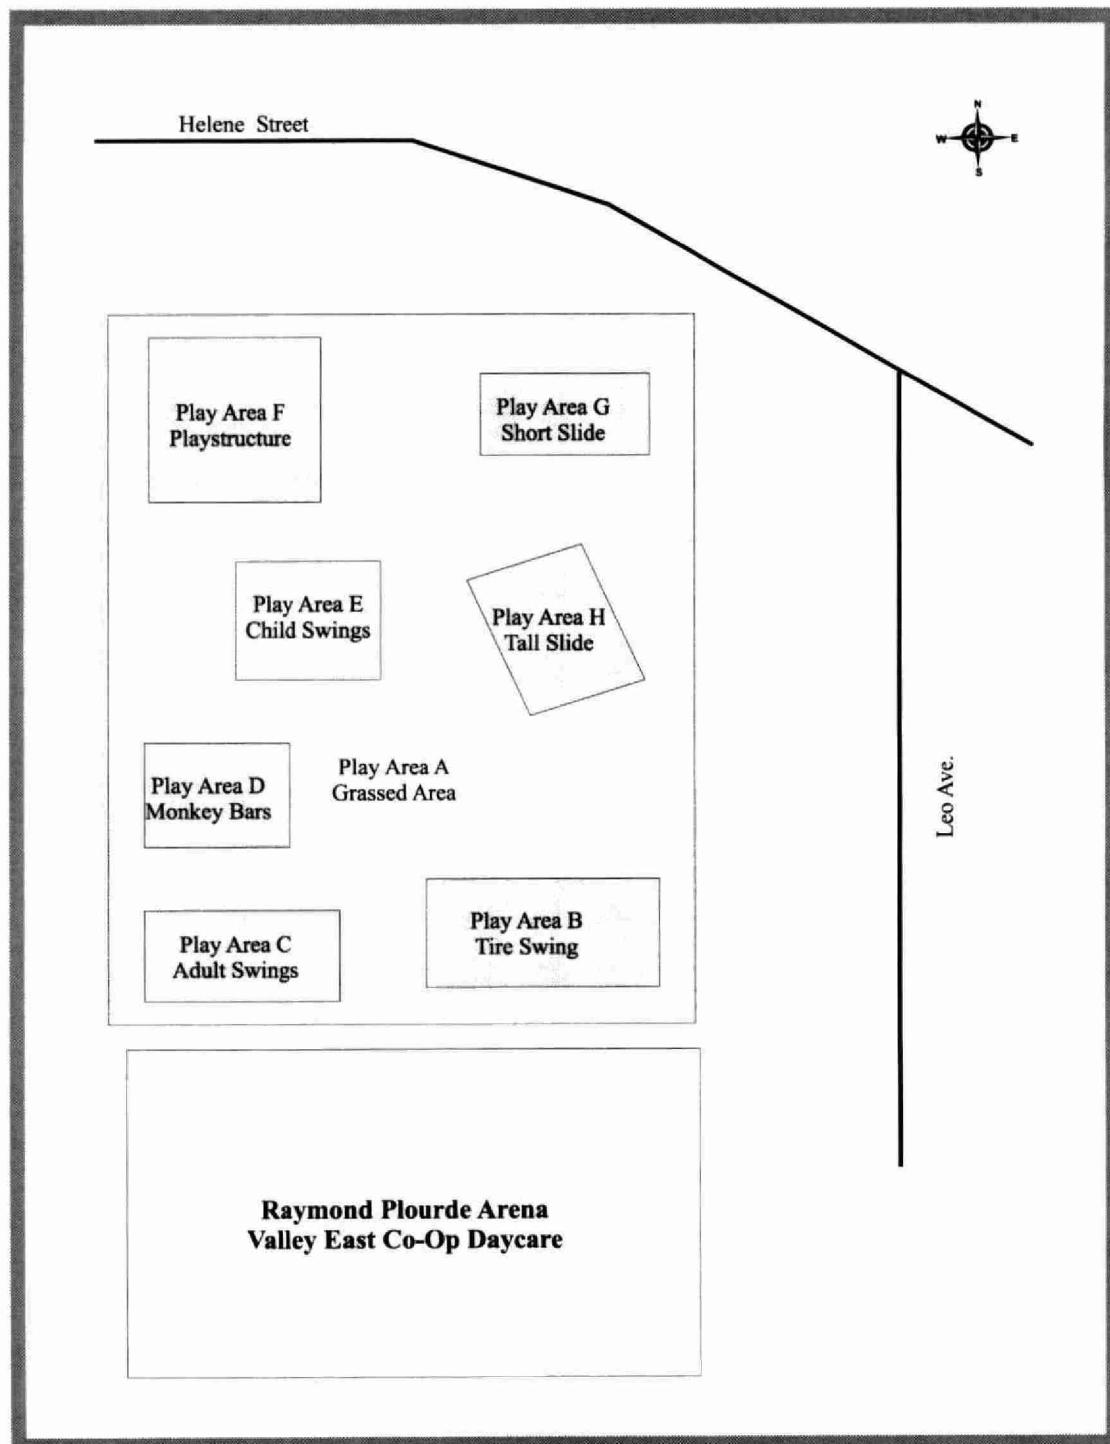 Helene Street
N
W E
S
Play Area F
Playstructure
Play Area G
Short Slide
Play Area E
Child Swings
Play Area H
Tall Slide
Play Area D
Monkey Bars
Play Area A
Grassed Area
Leo Ave.
Play Area C
Adult Swings
Play Area B
Tire Swing
Raymond Plourde Arena
Valley East Co-Op Daycare